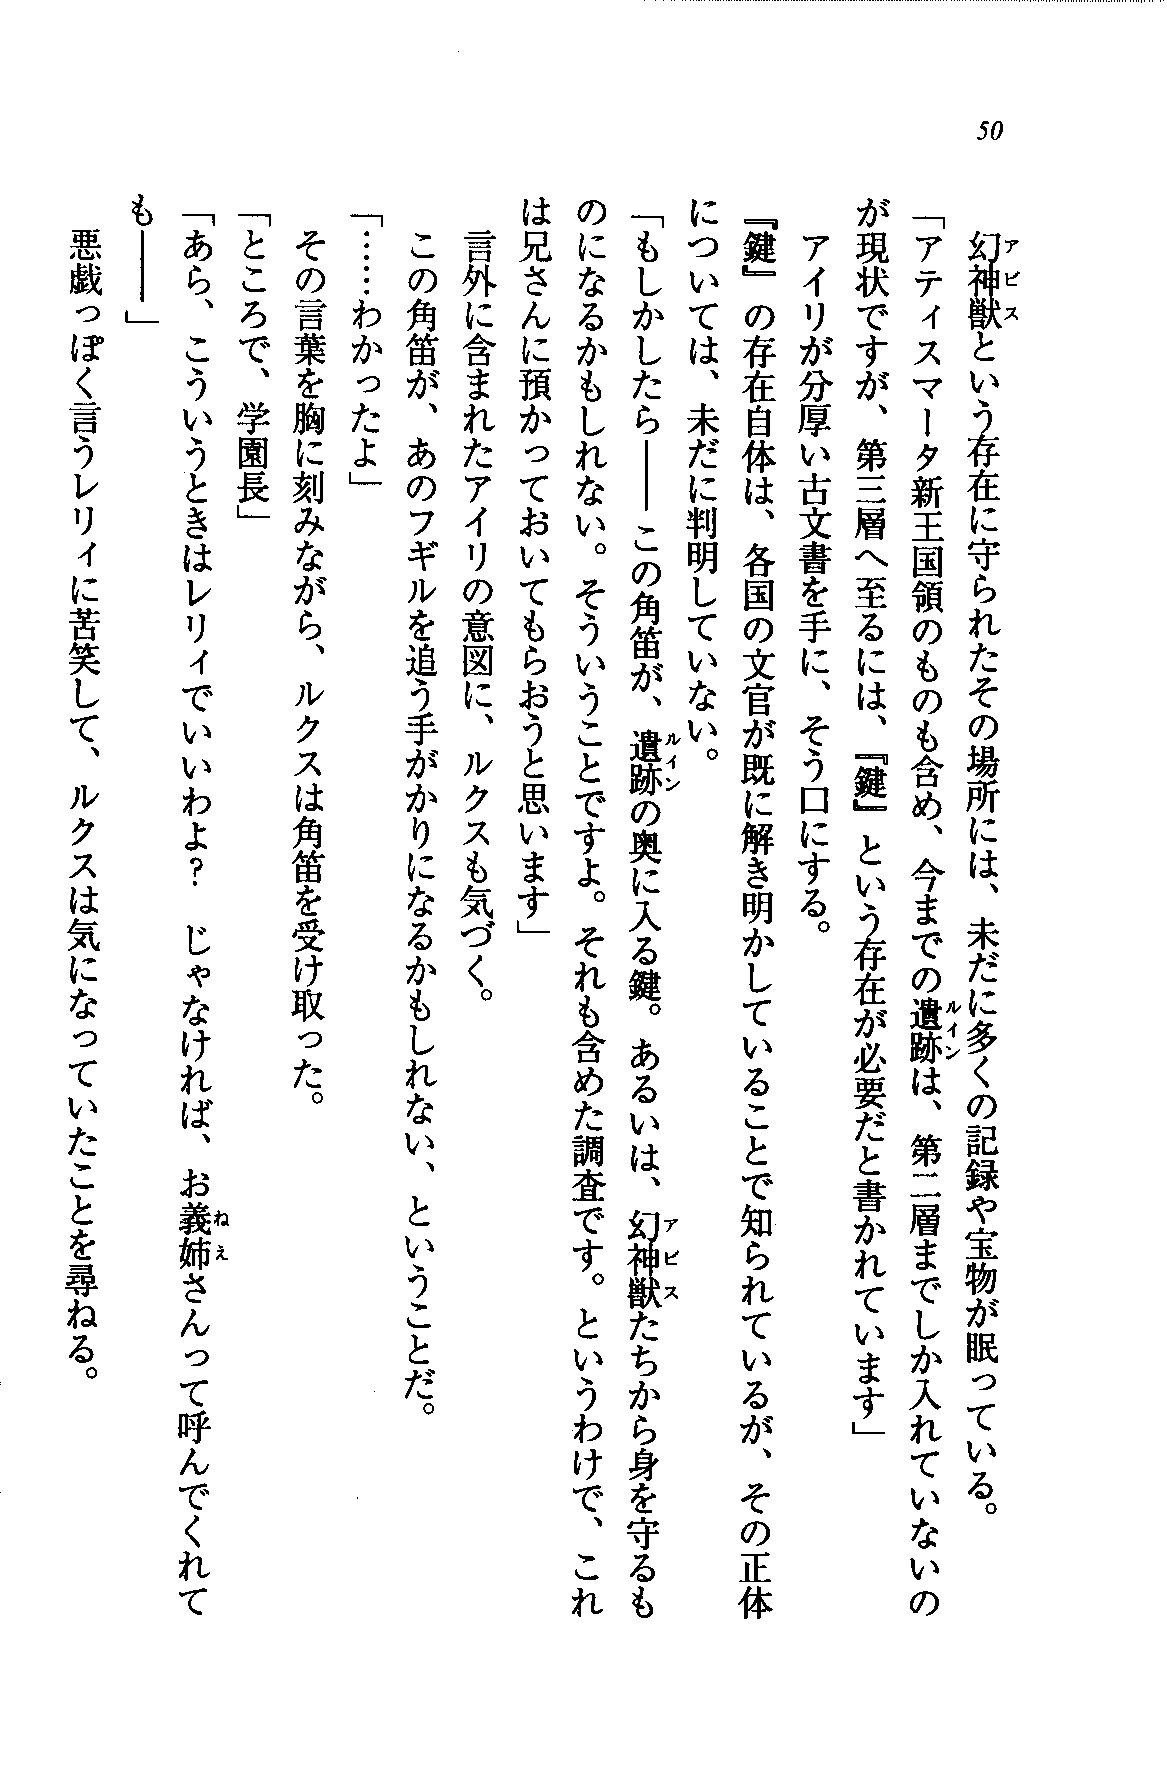 50
幻神獣という存在に守られたその場所には、未だに多くの記録や宝物が眠っている。
「アティスマータ新王国領のものも含め、今までの遺跡は、第二層までしか入れていないの
が現状ですが、第三層へ至るには、『鍵』という存在が必要だと書かれています」
アイリが分厚い古文書を手に、そう口にする。
『鍵』の存在自体は、各国の文官が既に解き明かしていることで知られているが、その正体
については、未だに判明していない。
「もしかしたら――この角笛が、遺跡の奥に入る鍵。あるいは、幻神獣たちから身を守るも
のになるかもしれない。そういうことですよ。それも含めた調査です。というわけで、これ
は兄さんに預かっておいてもらおうと思います」
言外に含まれたアイリの意図に、ルクスも気づく。
この角笛が、あのフギルを追う手がかりになるかもしれない、ということだ。
「……わかったよ」
その言葉を胸に刻みながら、ルクスは角笛を受け取った。
「ところで、学園長」
「あら、こういうときはレリィでいいわよ？　じゃなければ、お義姉さんって呼んでくれて
も――」
悪戯っぽく言うレリィに苦笑して、ルクスは気になっていたことを尋ねる。
アビス
ルイン
ルイン
アビス
ねえ